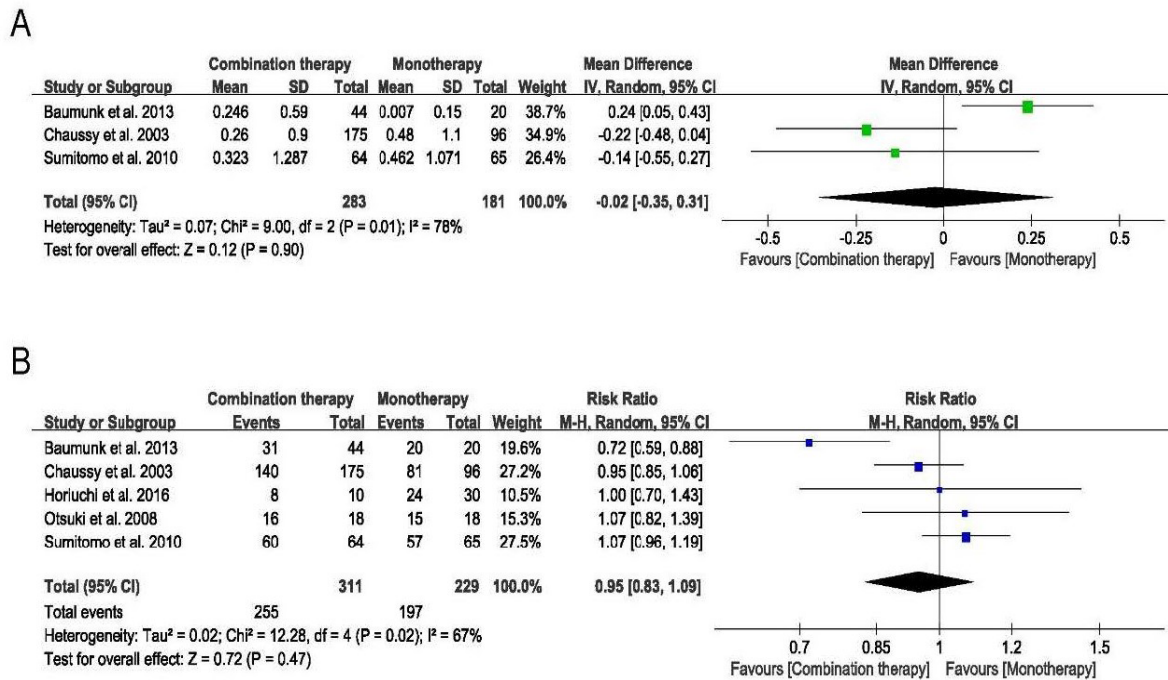 A
Combination therapy Monotherapy Mean Difference Mean Difference
Study or Subgroup Mean SD Total Mean SD Total Weight IV, Random, 95% CI IV, Random, 95% CI
Baumunk et al. 2013 0.246 0.59 44 0.007 0.15 20 38.7% 0.24 [0.05, 0.43]
Chaussy et al. 2003 0.26 0.9 175 0.48 1.1 96 34.9% -0.22 [-0.48, 0.04]
Sumitomo et al. 2010 0.323 1.287 64 0.462 1.071 65 26.4% -0.14 [-0.55, 0.27]
Total (95% CI) 283 181 100.0% -0.02 [-0.35, 0.31]
Heterogeneity: Tau² = 0.07; Chi² = 9.00, df = 2 (P = 0.01); I² = 78%
Test for overall effect: Z = 0.12 (P = 0.90)
-0.5 -0.25 0 0.25 0.5
Favours [Combination therapy] Favours [Monotherapy]
B
Combination therapy Monotherapy Risk Ratio Risk Ratio
Study or Subgroup Events Total Events Total Weight M-H, Random, 95% CI M-H, Random, 95% CI
Baumunk et al. 2013 31 44 20 20 19.6% 0.72 [0.59, 0.88]
Chaussy et al. 2003 140 175 81 96 27.2% 0.95 [0.85, 1.06]
Horiuchi et al. 2016 8 10 24 30 10.5% 1.00 [0.70, 1.43]
Otsuki et al. 2008 16 18 15 18 15.3% 1.07 [0.82, 1.39]
Sumitomo et al. 2010 60 64 57 65 27.5% 1.07 [0.96, 1.19]
Total (95% CI) 311 229 100.0% 0.95 [0.83, 1.09]
Total events 255 197
Heterogeneity: Tau² = 0.02; Chi² = 12.28, df = 4 (P = 0.02); I² = 67%
Test for overall effect: Z = 0.72 (P = 0.47)
0.7 0.85 1 1.2 1.5
Favours [Combination therapy] Favours [Monotherapy]